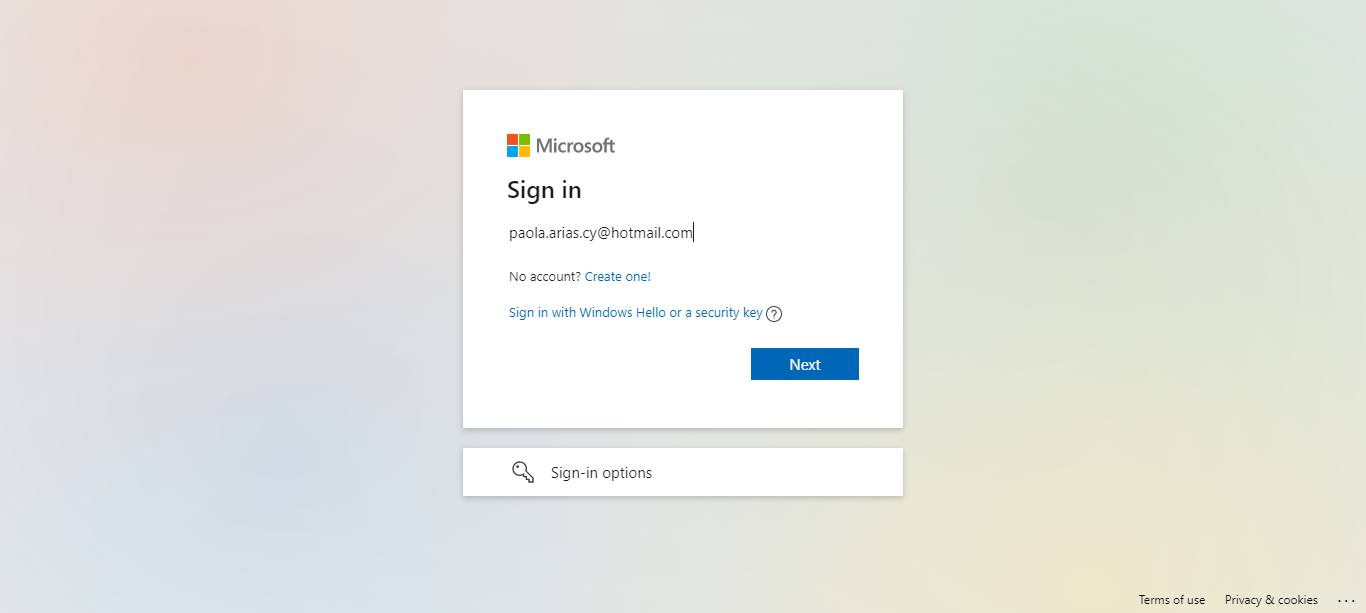 Microsoft
Sign in
paola.arias.cy@hotmail.com
No account? Create one!
Sign in with Windows Hello or a security key ?
Next
Sign-in options
Terms of use Privacy & cookies ...